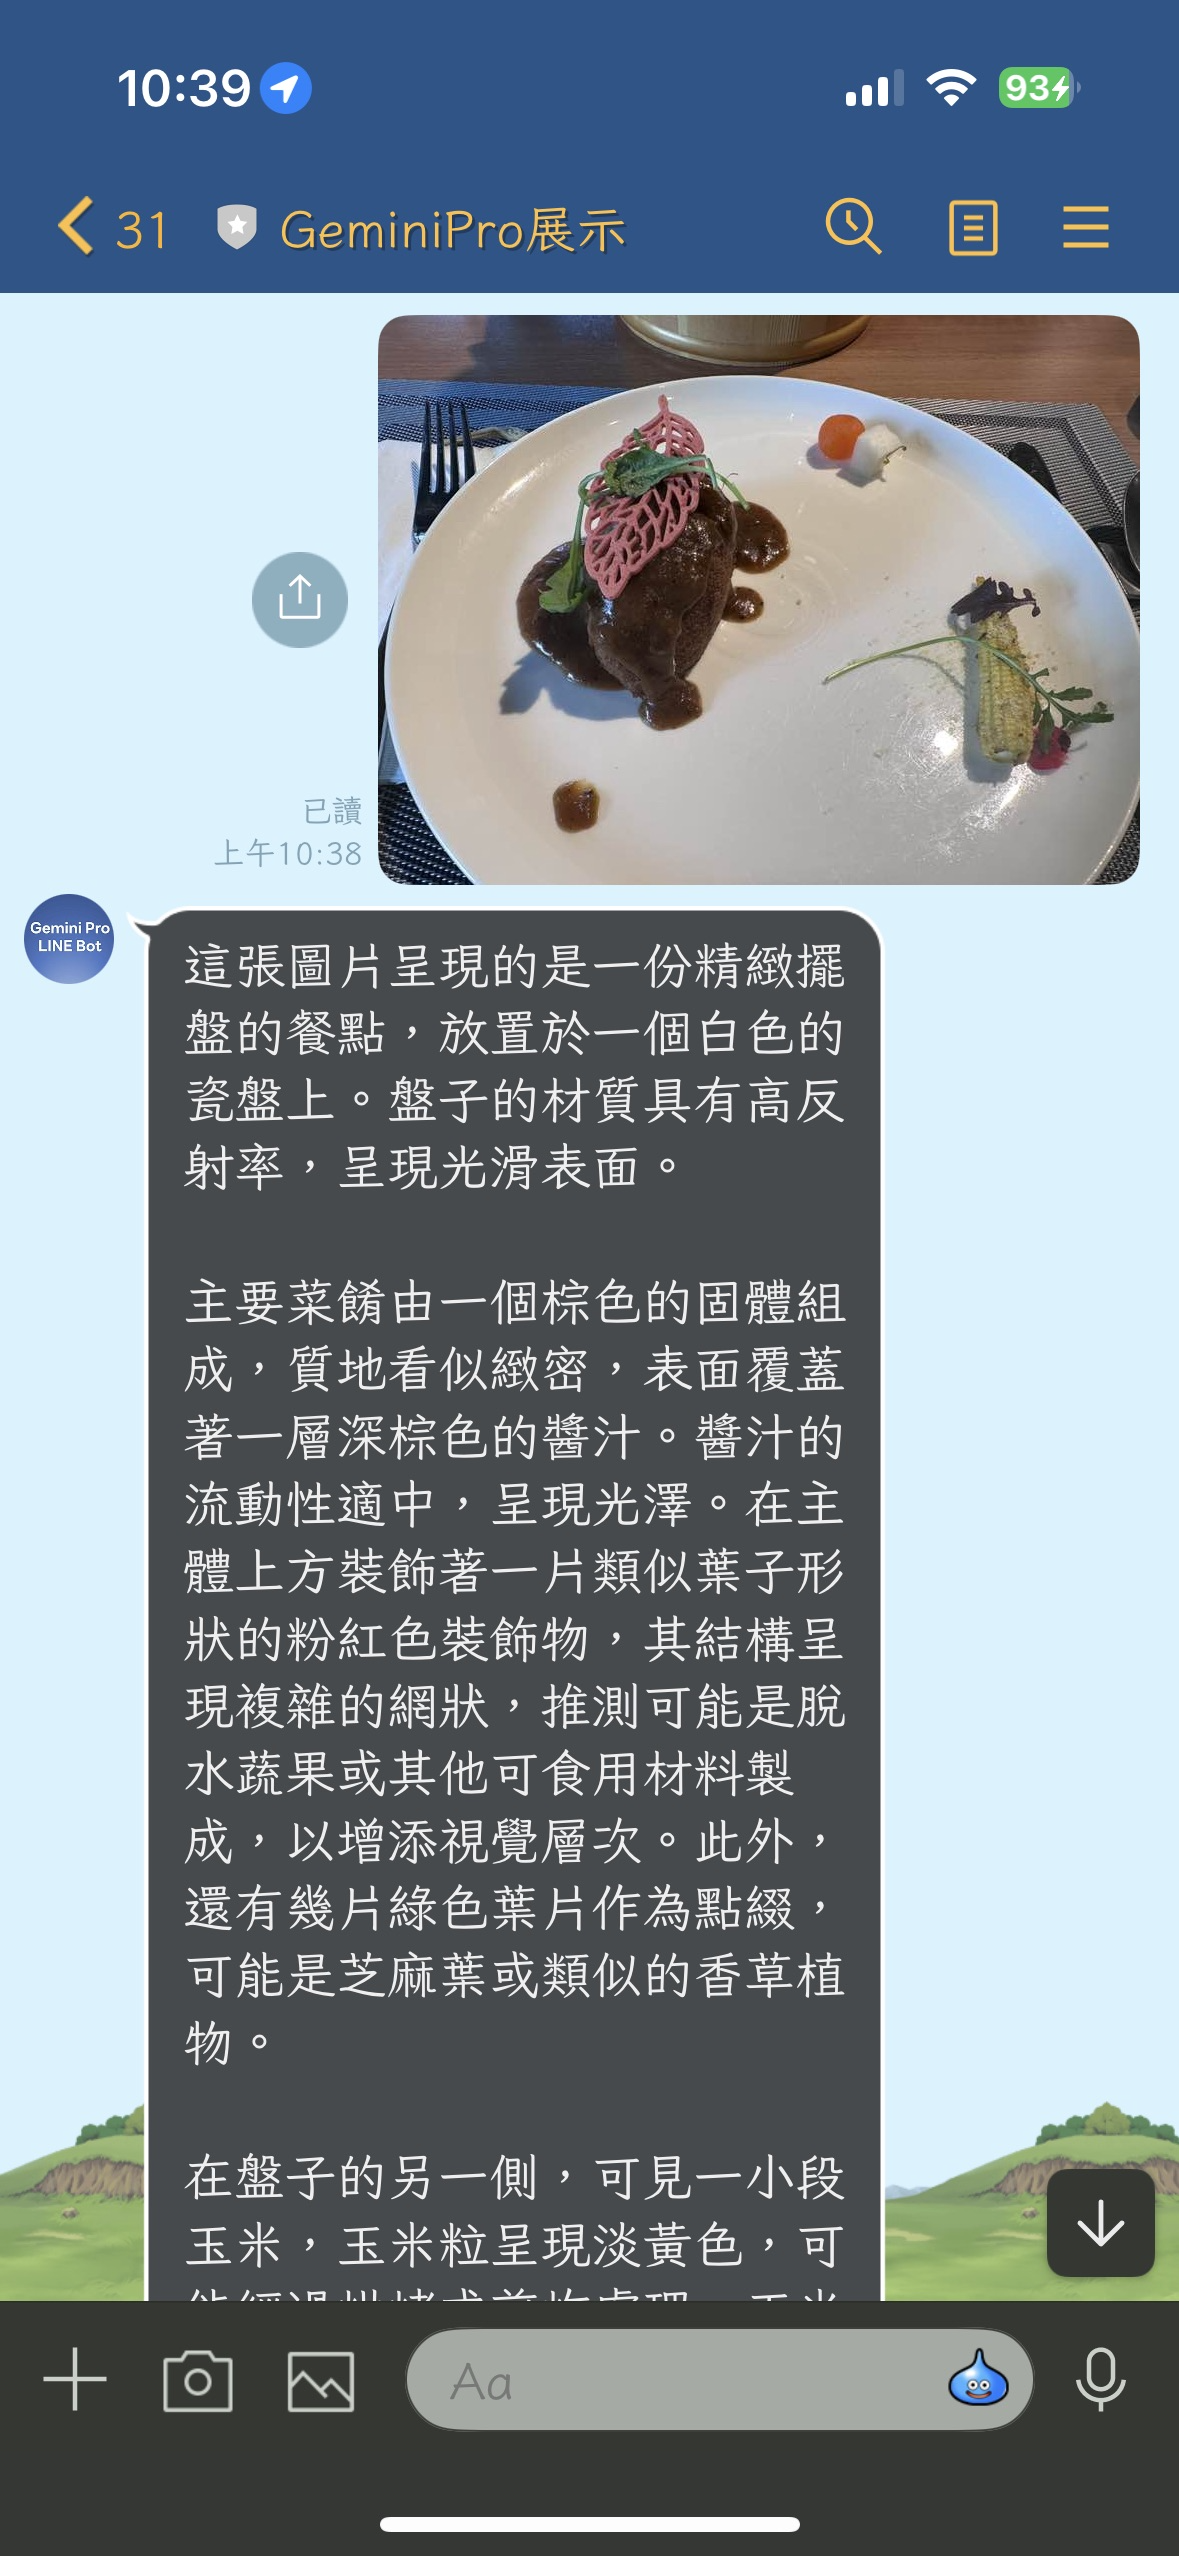 10:39
93
31
GeminiPro展示
已讀
上午10:38
Gemini Pro
LINE Bot
這張圖片呈現的是一份精緻擺
盤的餐點，放置於一個白色的
瓷盤上。盤子的材質具有高反
射率，呈現光滑表面。
主要菜餚由一個棕色的固體組
成，質地看似緻密，表面覆蓋
著一層深棕色的醬汁。醬汁的
流動性適中，呈現光澤。在主
體上方裝飾著一片類似葉子形
狀的粉紅色裝飾物，其結構呈
現複雜的網狀，推測可能是脫
水蔬果或其他可食用材料製
成，以增添視覺層次。此外，
還有幾片綠色葉片作為點綴，
可能是芝麻葉或類似的香草植
物。
在盤子的另一側，可見一小段
玉米，玉米粒呈現淡黃色，可
Aa